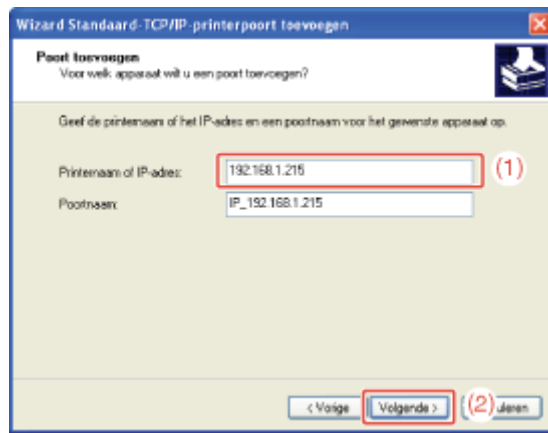 Wizard Standaard-TCP/IP-printerpoort toevoegen
Poort toevoegen
Voor welk apparaat wilt u een poort toevoegen?
Geef de printernaam of het IP-adres en een poortnaam voor het gewenste apparaat op.
Printernaam of IP-adres:
192.168.1.215
(1)
Poortnaam:
IP_192.168.1.215
< Vorige
Volgende >
(2)
uleren